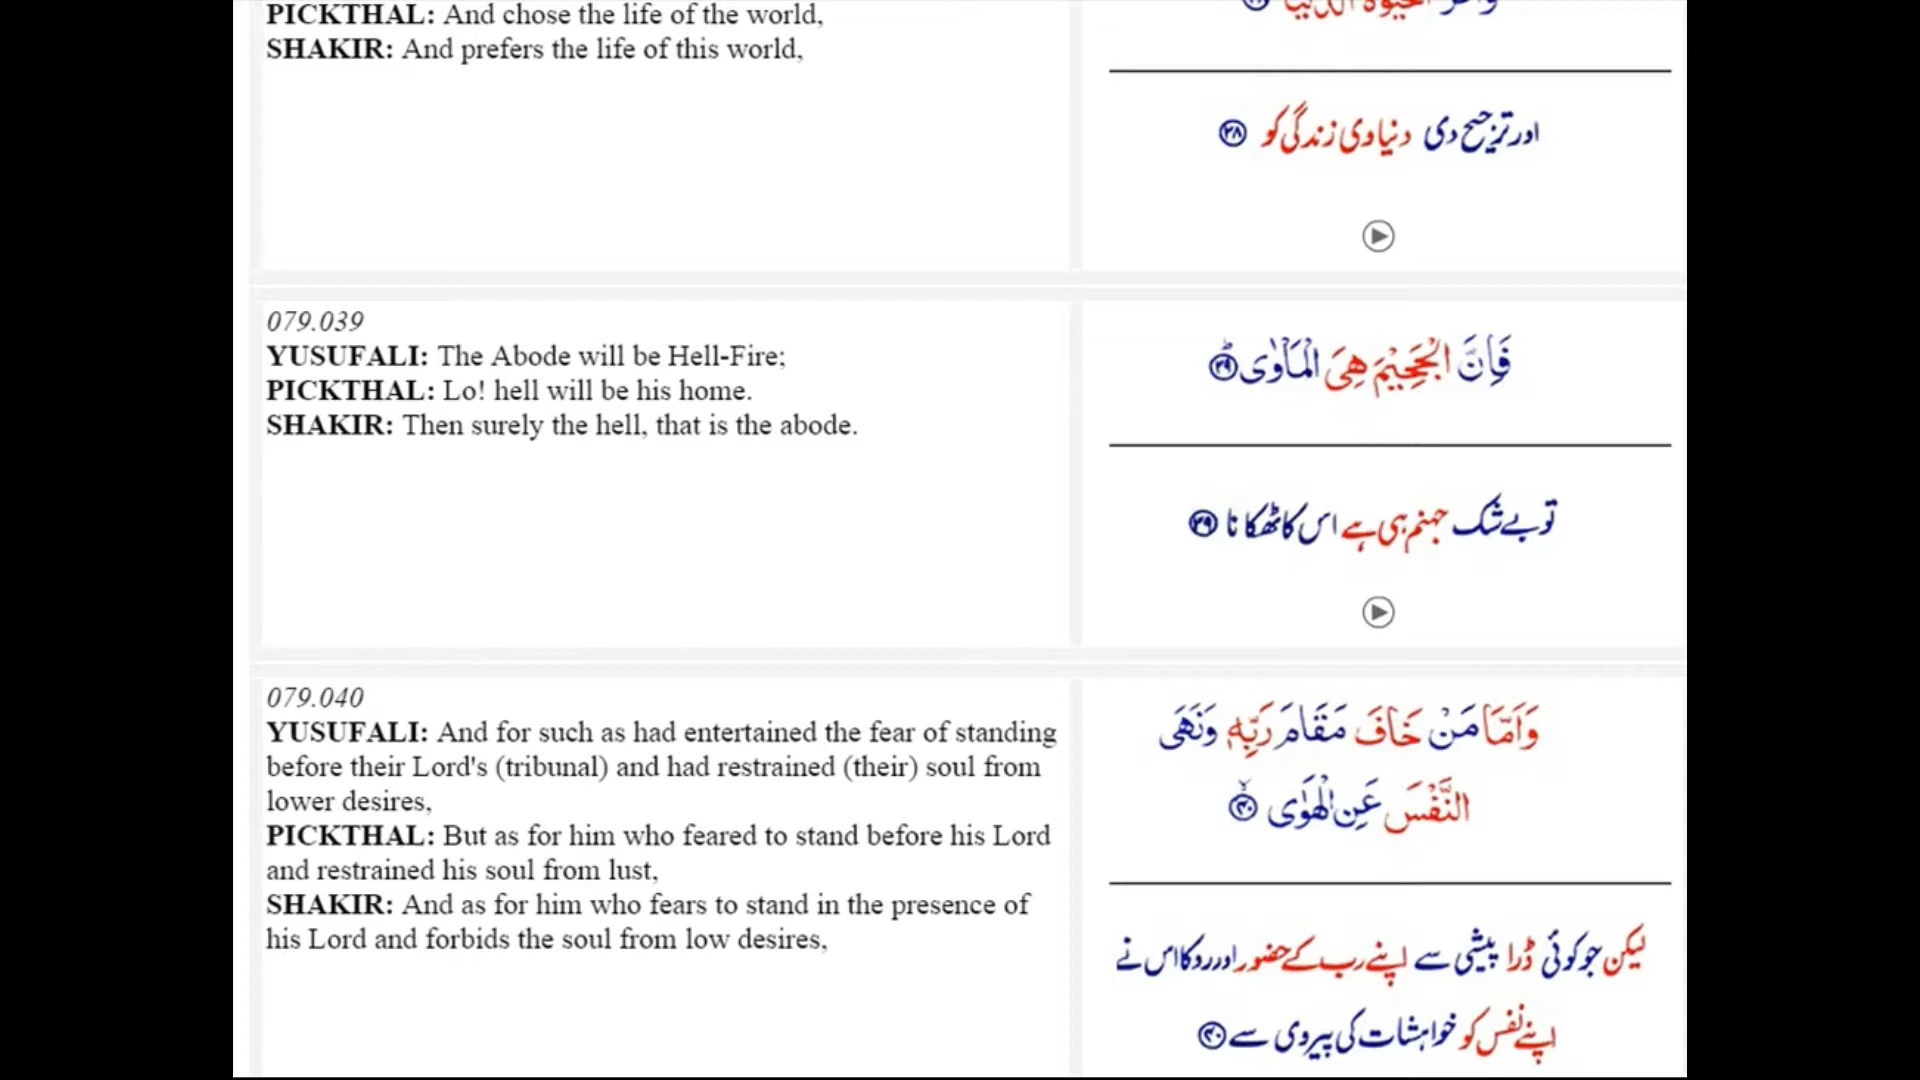 PICKTHAL: And chose the life of the world,
SHAKIR: And prefers the life of this world,
اور ترجیح دی دنیاوی زندگی کو ۳۸
079.039
YUSUFALI: The Abode will be Hell-Fire;
PICKTHAL: Lo! hell will be his home.
SHAKIR: Then surely the hell, that is the abode.
فَاِنَّ الْجَحِيْمَ هِىَ الْمَاْوٰى ۳۹
تو بے شک جہنم ہی ہے اس کا ٹھکانا ۳۹
079.040
YUSUFALI: And for such as had entertained the fear of standing
before their Lord's (tribunal) and had restrained (their) soul from
lower desires,
PICKTHAL: But as for him who feared to stand before his Lord
and restrained his soul from lust,
SHAKIR: And as for him who fears to stand in the presence of
his Lord and forbids the soul from low desires,
وَاَمَّا مَنْ خَافَ مَقَامَ رَبِّهٖ وَنَهَى
النَّفْسَ عَنِ الْهَوٰى ۴۰
لیکن جو کوئی ڈرا پیشی سے اپنے رب کے حضور اور روکا اس نے
اپنے نفس کو خواہشات کی پیروی سے ۴۰